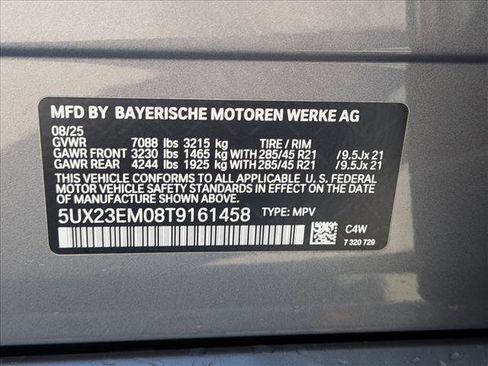 MFD BY BAYERISCHE MOTOREN WERKE AG
08/25
GVWR 7088 lbs 3215 kg TIRE / RIM
GAWR FRONT 3230 lbs 1465 kg WITH 285/45 R21 / 9.5Jx 21
GAWR REAR 4244 lbs 1925 kg WITH 285/45 R21 / 9.5Jx 21
THIS VEHICLE CONFORMS TO ALL APPLICABLE U.S. FEDERAL
MOTOR VEHICLE SAFETY STANDARDS IN EFFECT ON THE DATE
OF MANUFACTURE SHOWN ABOVE.
5UX23EM08T9161458 TYPE: MPV
C4W
7 320 729